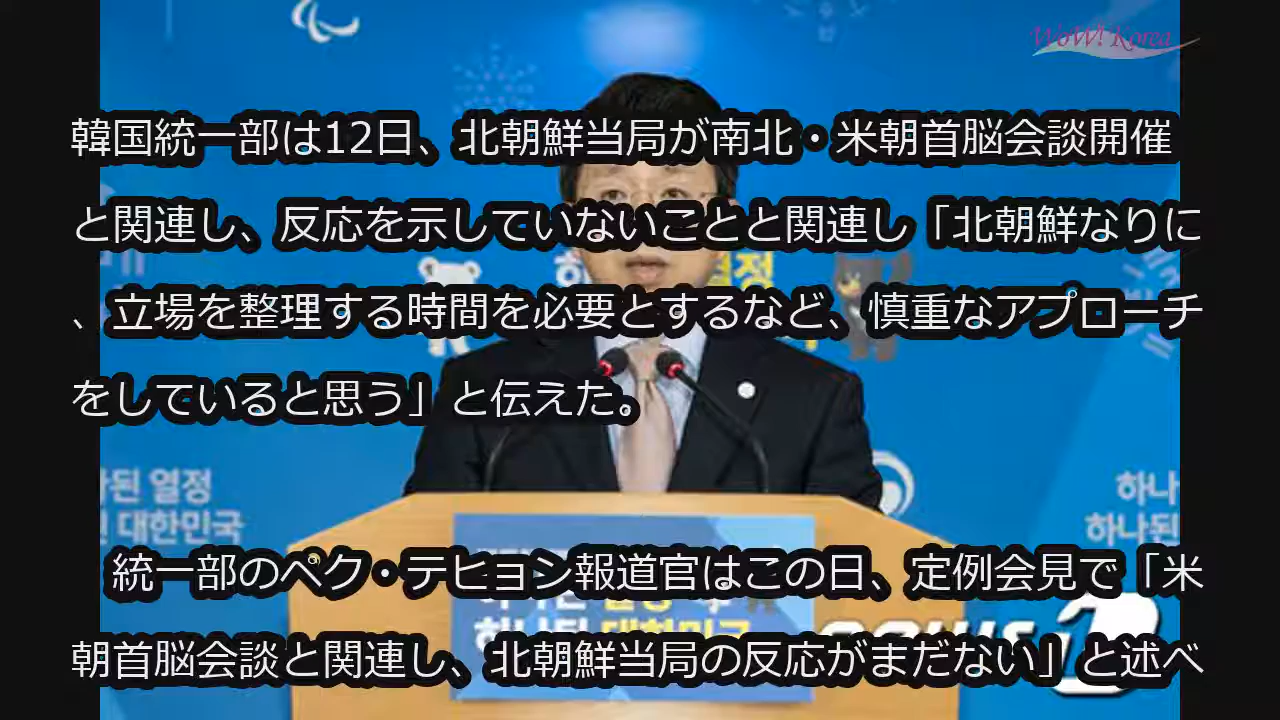 WoW! Korea
韓国統一部は12日、北朝鮮当局が南北・米朝首脳会談開催
と関連し、反応を示していないことと関連し「北朝鮮なりに
、立場を整理する時間を必要とするなど、慎重なアプローチ
をしていると思う」と伝えた。
나된 열정
대한민국
하나
하나된
統一部のペク・テヒョン報道官はこの日、定例会見で「米
朝首脳会談と関連し、北朝鮮当局の反応がまだない」と述べ